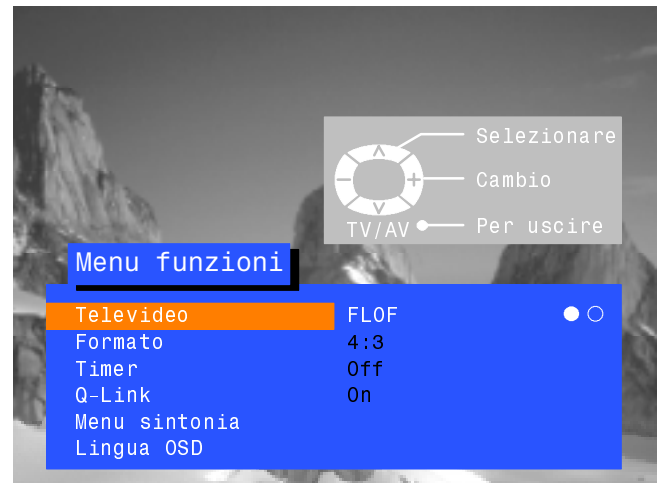 Selezionare
Cambio
TV/AV Per uscire
Menu funzioni
Televideo FLOF
Formato 4:3
Timer Off
Q-Link On
Menu sintonia
Lingua OSD